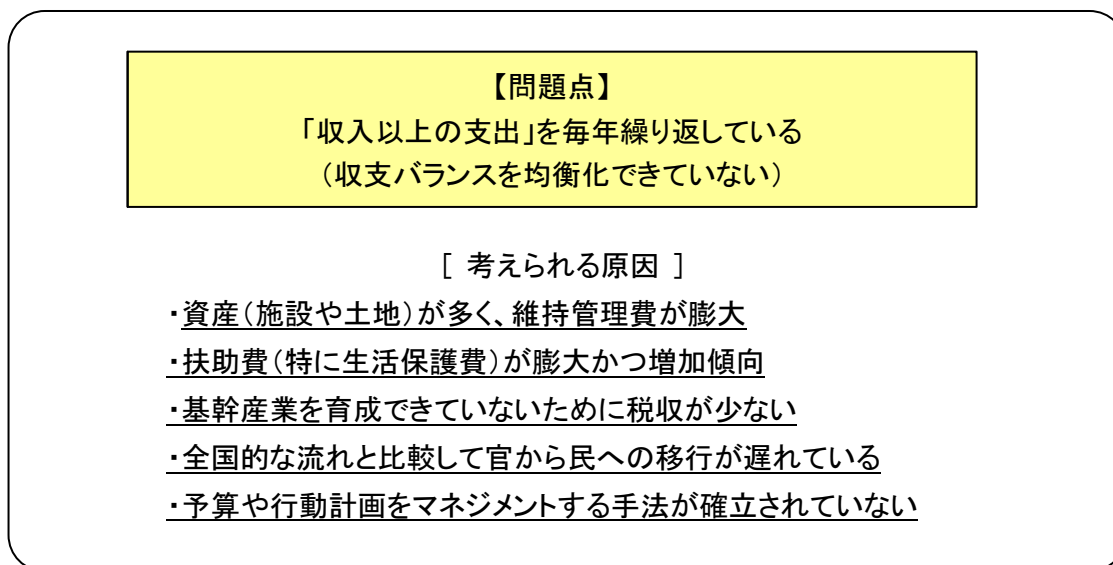 【問題点】
「収入以上の支出」を毎年繰り返している
（収支バランスを均衡化できていない）
[ 考えられる原因 ]
・資産（施設や土地）が多く、維持管理費が膨大
・扶助費（特に生活保護費）が膨大かつ増加傾向
・基幹産業を育成できていないために税収が少ない
・全国的な流れと比較して官から民への移行が遅れている
・予算や行動計画をマネジメントする手法が確立されていない